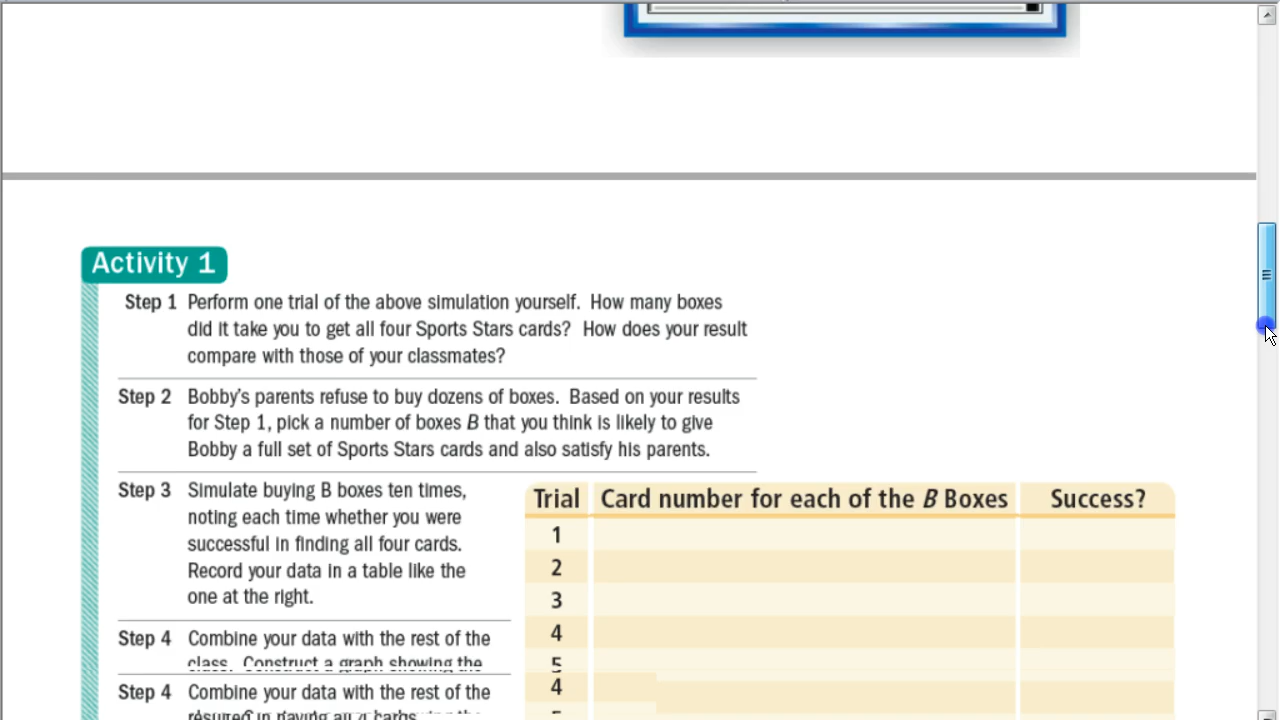 Activity 1
Step 1 Perform one trial of the above simulation yourself. How many boxes
did it take you to get all four Sports Stars cards? How does your result
compare with those of your classmates?
Step 2 Bobby's parents refuse to buy dozens of boxes. Based on your results
for Step 1, pick a number of boxes B that you think is likely to give
Bobby a full set of Sports Stars cards and also satisfy his parents.
Step 3 Simulate buying B boxes ten times,
noting each time whether you were
successful in finding all four cards.
Record your data in a table like the
one at the right.
Step 4 Combine your data with the rest of the
class. Construct a graph showing the
Step 4 Combine your data with the rest of the
Trial Card number for each of the B Boxes Success?
1
2
3
4
5
4